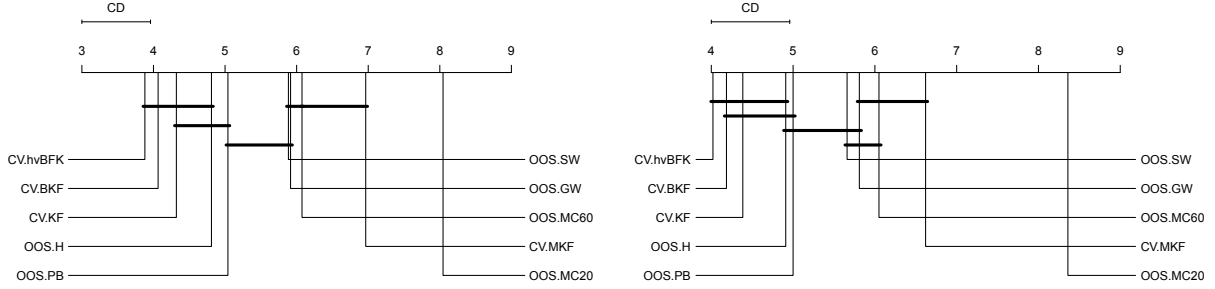 CD
3 4 5 6 7 8 9
CV.hvBFK
CV.BKF
CV.KF
OOS.H
OOS.PB
OOS.SW
OOS.GW
OOS.MC60
CV.MKF
OOS.MC20
CD
4 5 6 7 8 9
CV.hvBFK
CV.BKF
CV.KF
OOS.H
OOS.PB
OOS.SW
OOS.GW
OOS.MC60
CV.MKF
OOS.MC20